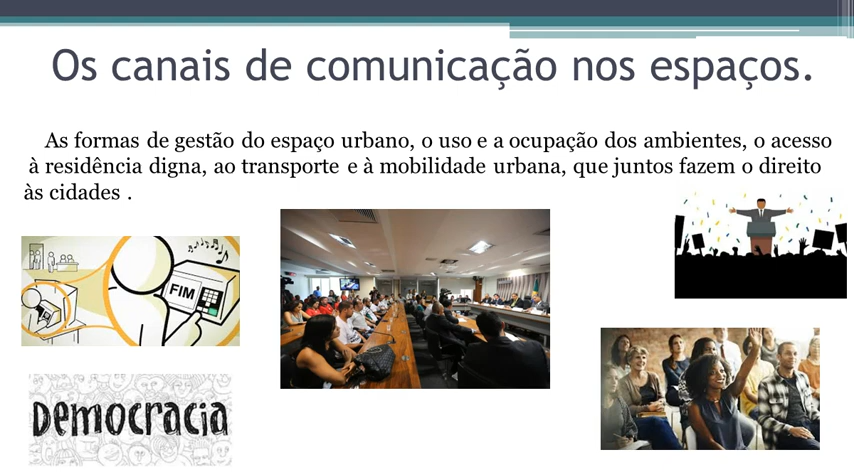 Os canais de comunicação nos espaços.
As formas de gestão do espaço urbano, o uso e a ocupação dos ambientes, o acesso
à residência digna, ao transporte e à mobilidade urbana, que juntos fazem o direito
às cidades .
FIM
DEMOCRACIA